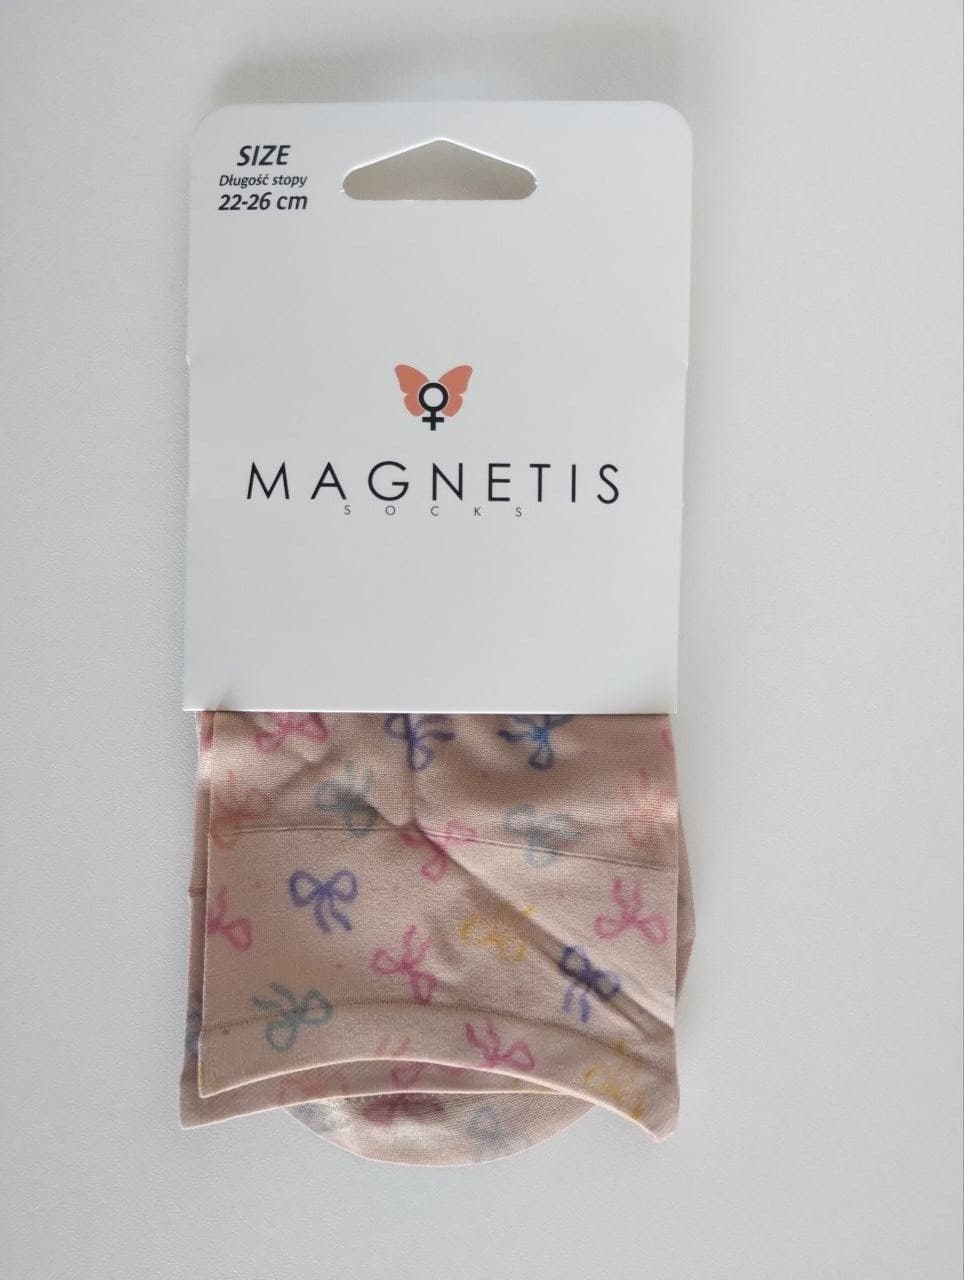 SIZE
Długość stopy
22-26 cm
MAGNETIS
SOCKS